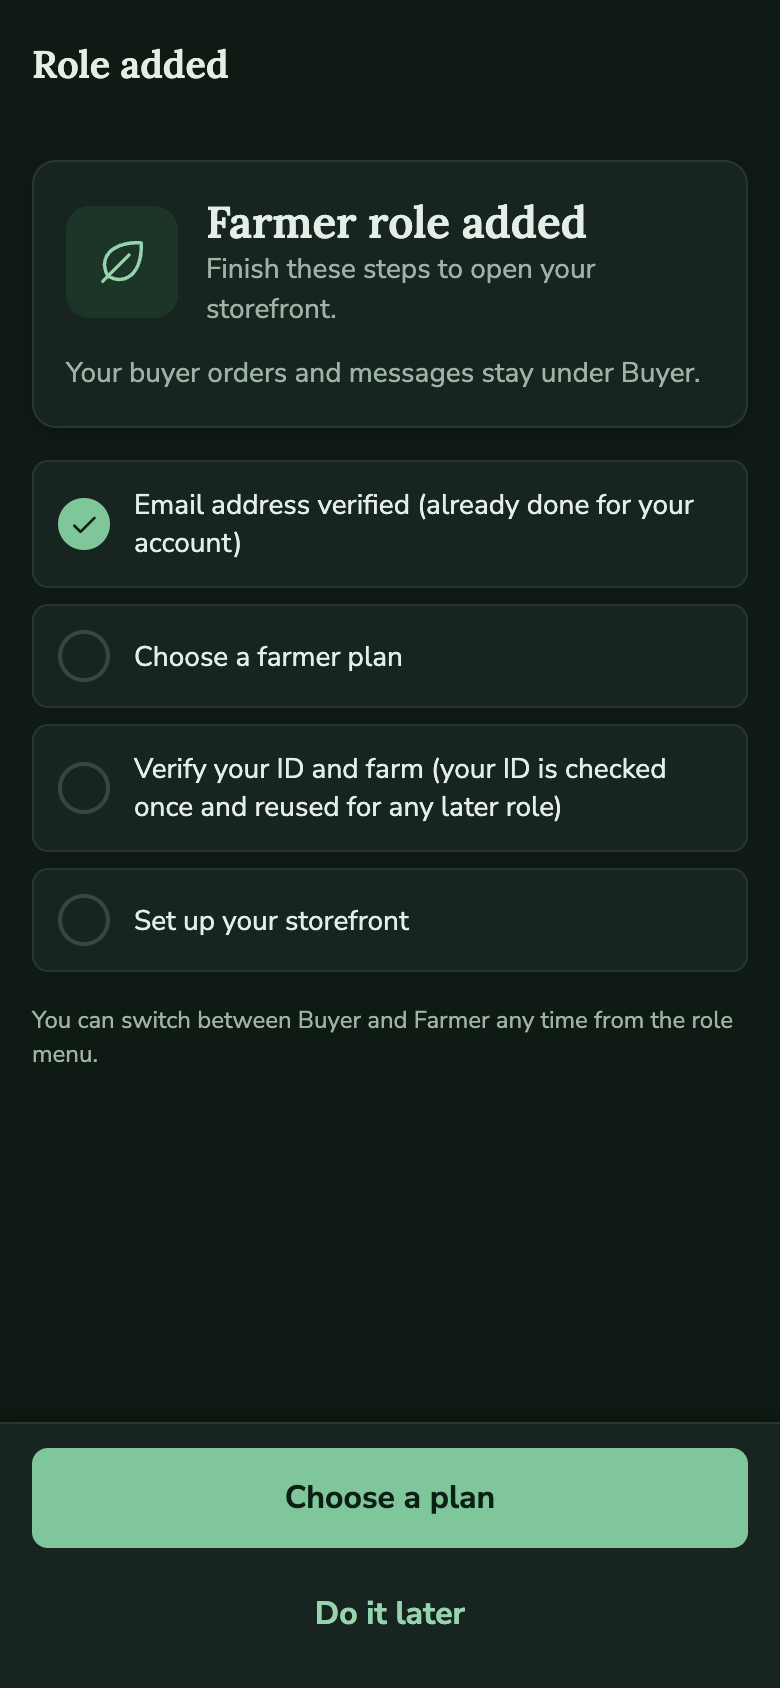 Role added
Farmer role added
Finish these steps to open your
storefront.
Your buyer orders and messages stay under Buyer.
Email address verified (already done for your
account)
Choose a farmer plan
Verify your ID and farm (your ID is checked
once and reused for any later role)
Set up your storefront
You can switch between Buyer and Farmer any time from the role
menu.
Choose a plan
Do it later